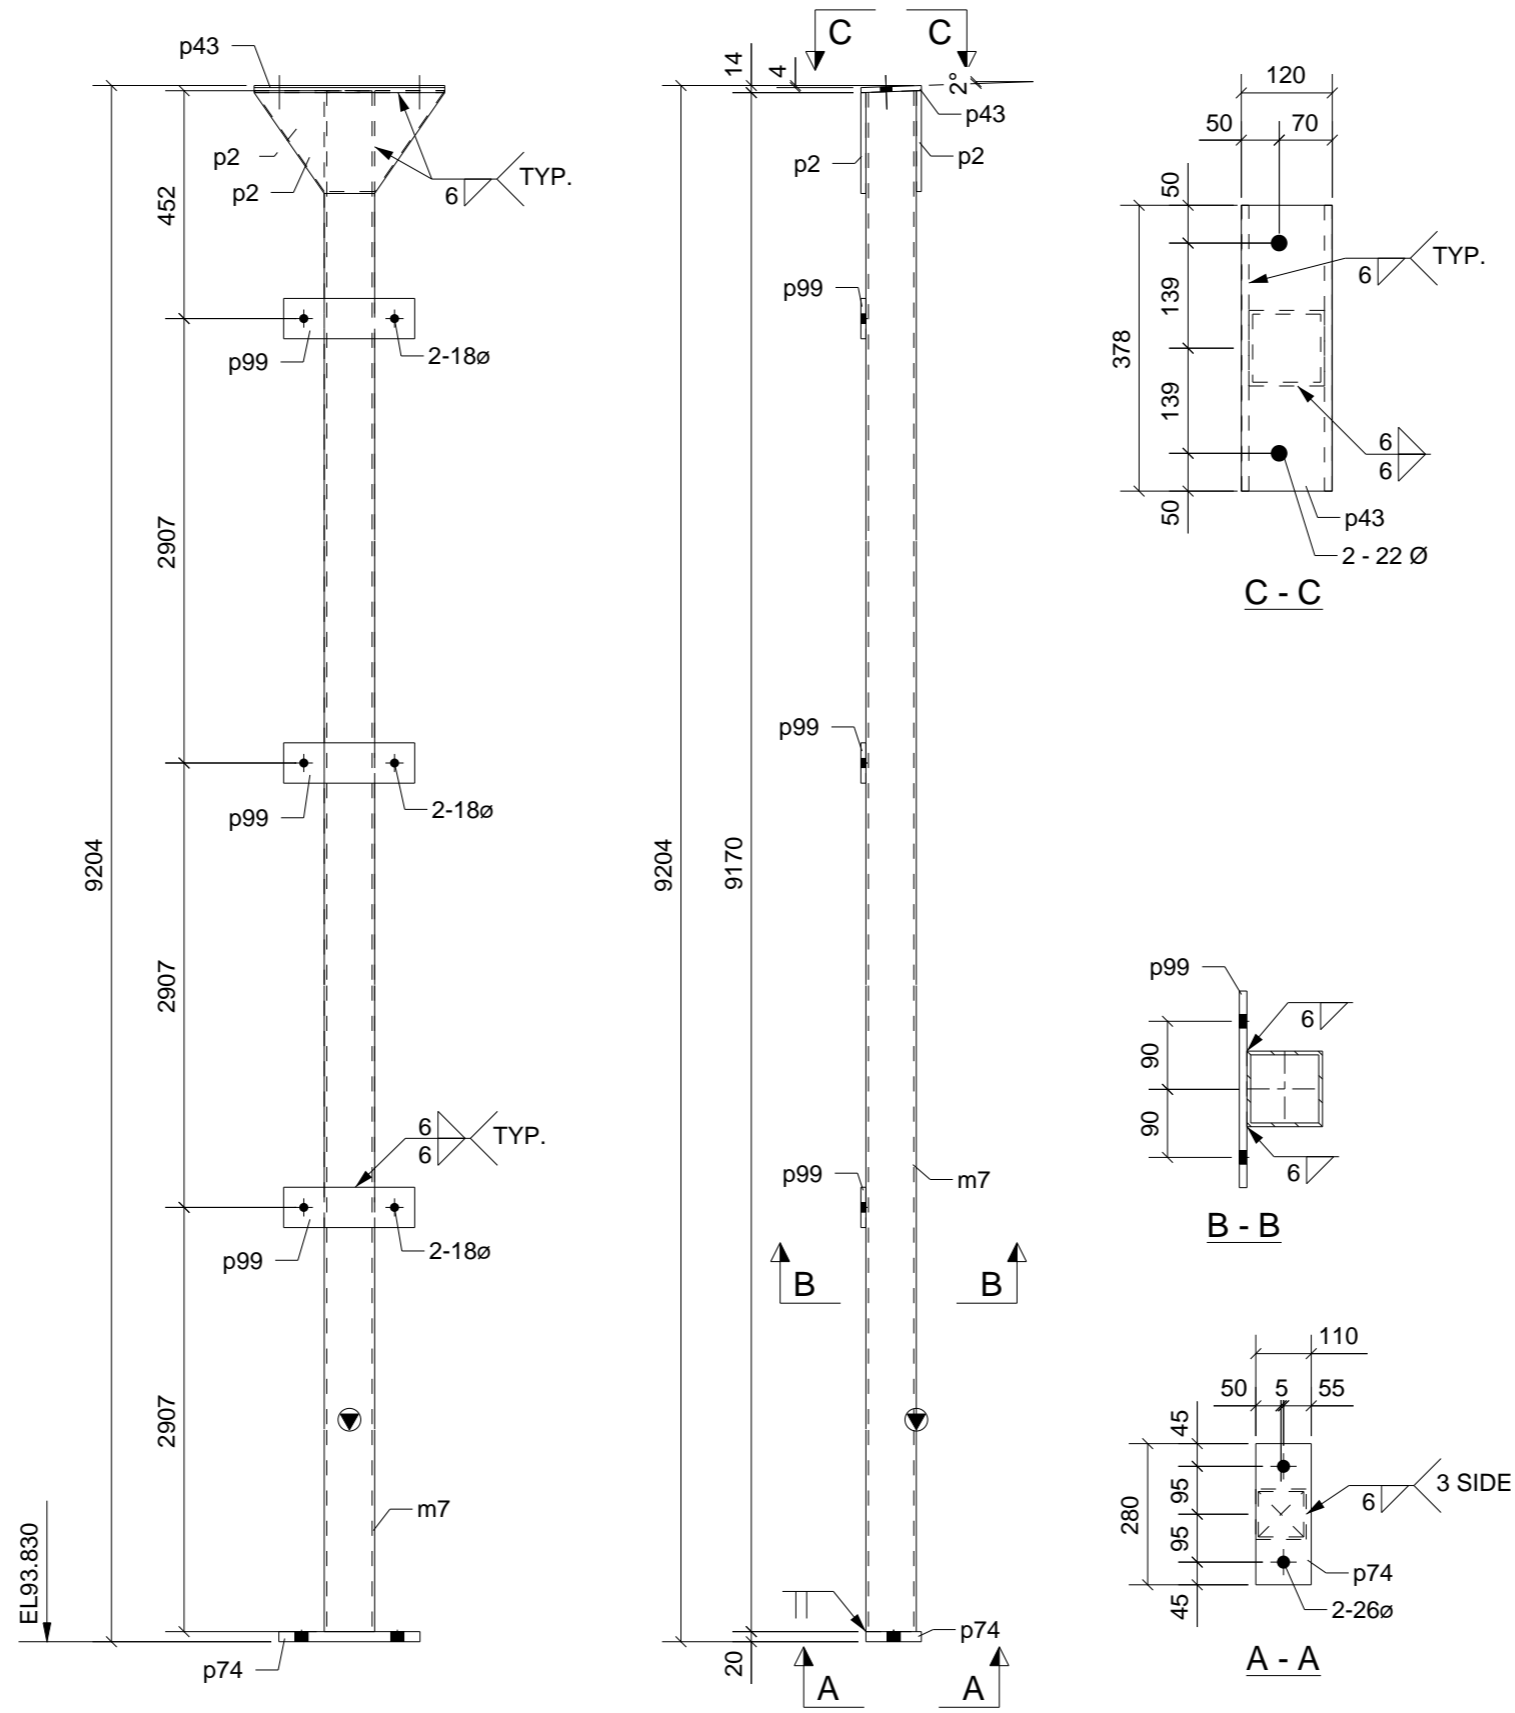 p43
9204
452
p2
p2
6
TYP.
p99
2-18ø
2907
p99
2-18ø
2907
6
6
TYP.
p99
2-18ø
2907
m7
EL93.830
p74
C
C
14
4
2°
p43
p2
p2
p99
p99
9204
9170
p99
m7
B
B
20
p74
A
A
120
50
70
50
139
378
139
50
6
TYP.
6
6
p43
2 - 22 Ø
C - C
p99
90
90
6
6
B - B
110
50
5
55
45
95
280
95
45
6
3 SIDE
p74
2-26ø
A - A